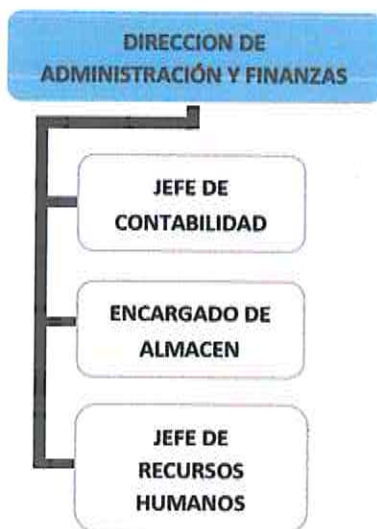 DIRECCION DE
ADMINISTRACIÓN Y FINANZAS
JEFE DE
CONTABILIDAD
ENCARGADO DE
ALMACEN
JEFE DE
RECURSOS
HUMANOS